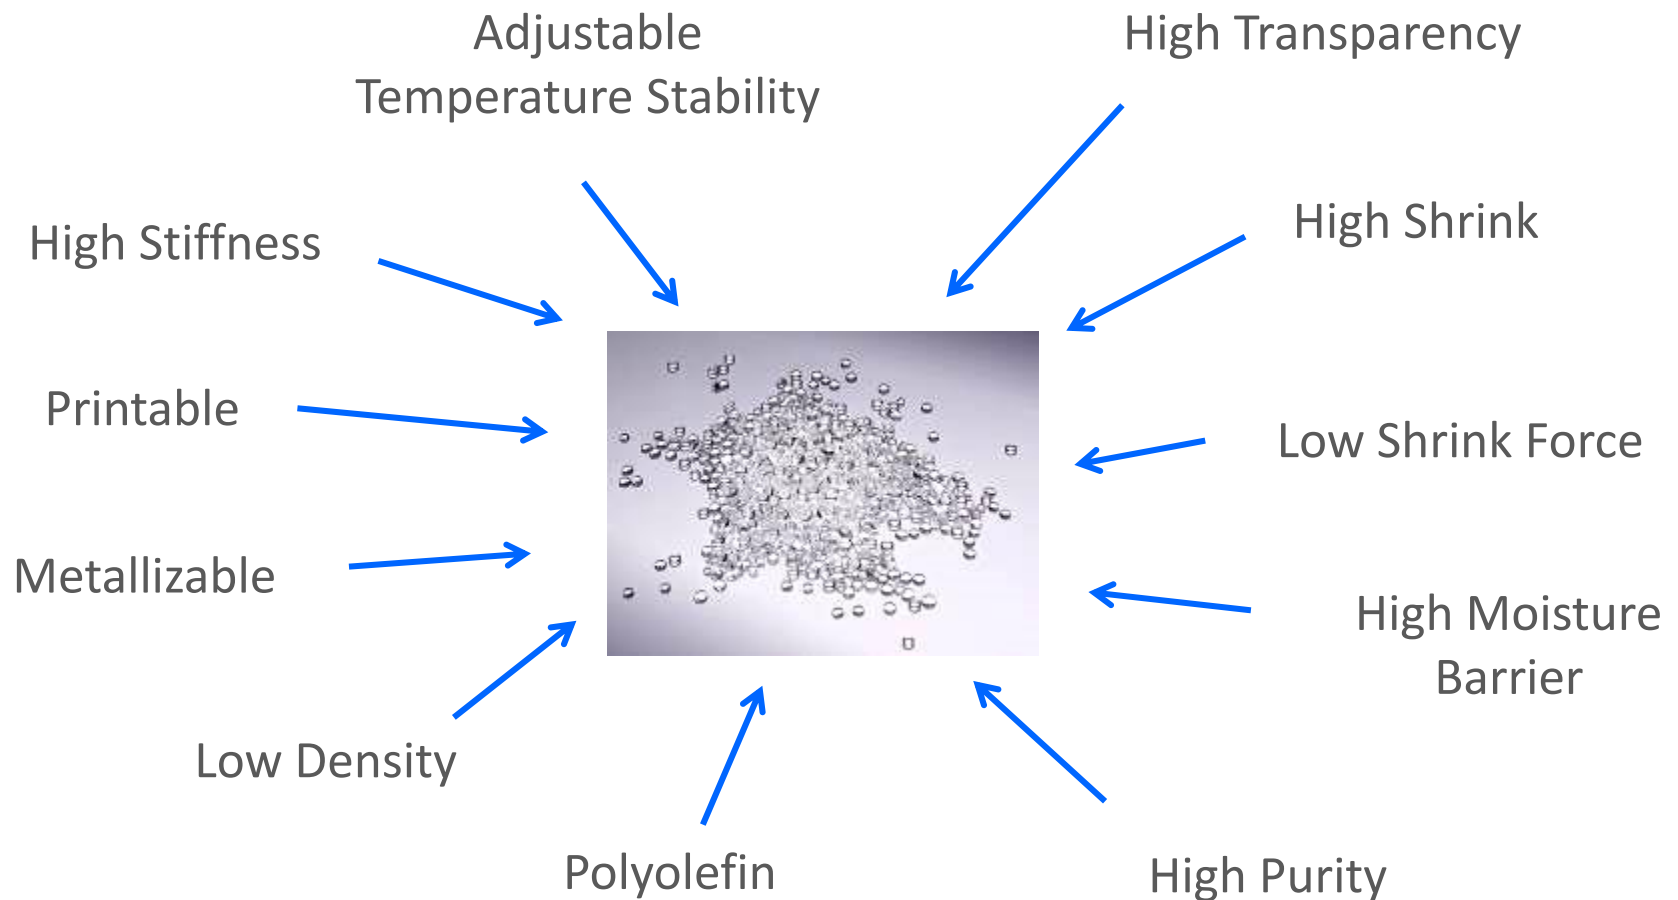 Adjustable
Temperature Stability
High Transparency
High Stiffness
High Shrink
Printable
Low Shrink Force
Metallizable
High Moisture
Barrier
Low Density
Polyolefin
High Purity